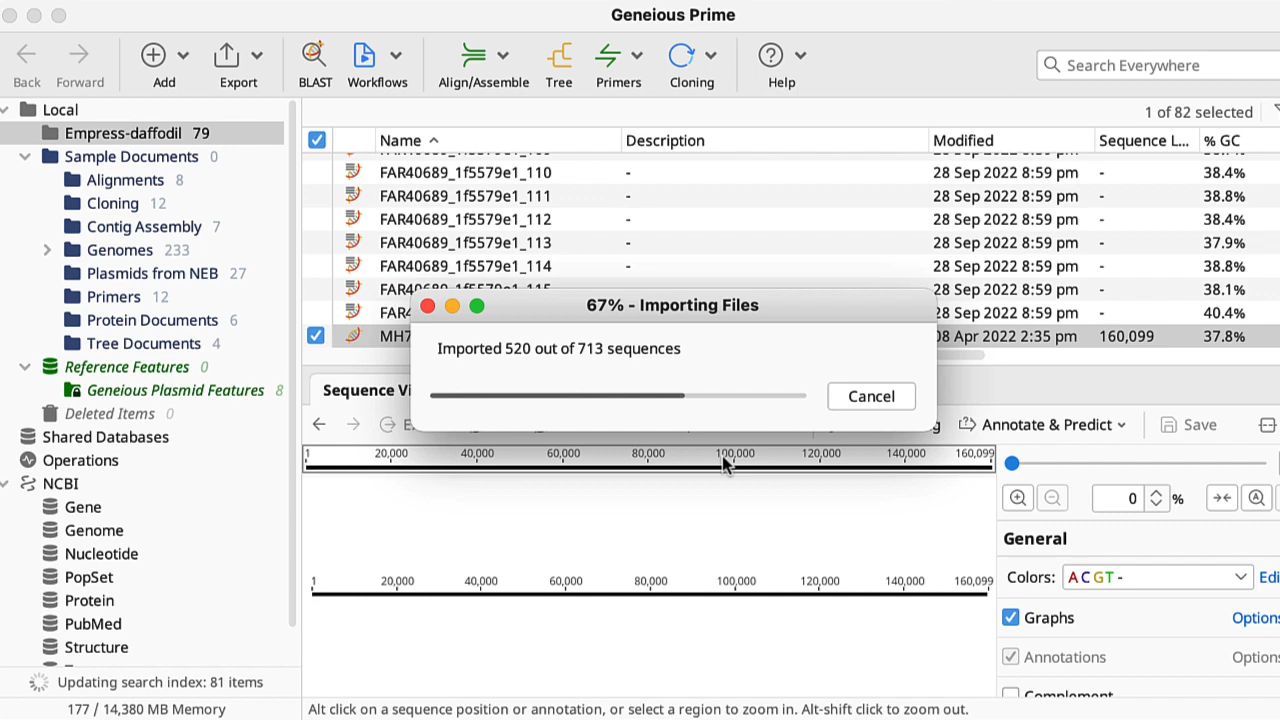 Geneious Prime
Back Forward Add Export BLAST Workflows Align/Assemble Tree Primers Cloning Help
Search Everywhere
Local
Empress-daffodil 79
Sample Documents 0
Alignments 8
Cloning 12
Contig Assembly 7
Genomes 233
Plasmids from NEB 27
Primers 12
Protein Documents 6
Tree Documents 4
Reference Features 0
Geneious Plasmid Features 8
Deleted Items 0
Shared Databases
Operations
NCBI
Gene
Genome
Nucleotide
PopSet
Protein
PubMed
Structure
Updating search index: 81 items
177 / 14,380 MB Memory
1 of 82 selected
Name Description Modified Sequence L... % GC
FAR40689_1f5579e1_110 - 28 Sep 2022 8:59 pm - 38.4%
FAR40689_1f5579e1_111 - 28 Sep 2022 8:59 pm - 38.8%
FAR40689_1f5579e1_112 - 28 Sep 2022 8:59 pm - 38.4%
FAR40689_1f5579e1_113 - 28 Sep 2022 8:59 pm - 37.9%
FAR40689_1f5579e1_114 - 28 Sep 2022 8:59 pm - 38.8%
28 Sep 2022 8:59 pm - 38.1%
FAR4 28 Sep 2022 8:59 pm - 40.4%
MH7 08 Apr 2022 2:35 pm 160,099 37.8%
67% - Importing Files
Imported 520 out of 713 sequences
Cancel
Sequence Vi
Annotate & Predict Save
1 20,000 40,000 60,000 80,000 100,000 120,000 140,000 160,099
1 20,000 40,000 60,000 80,000 100,000 120,000 140,000 160,099
0 %
General
Colors: A C G T - Edi
Graphs Options
Annotations Options
Complement
Alt click on a sequence position or annotation, or select a region to zoom in. Alt-shift click to zoom out.